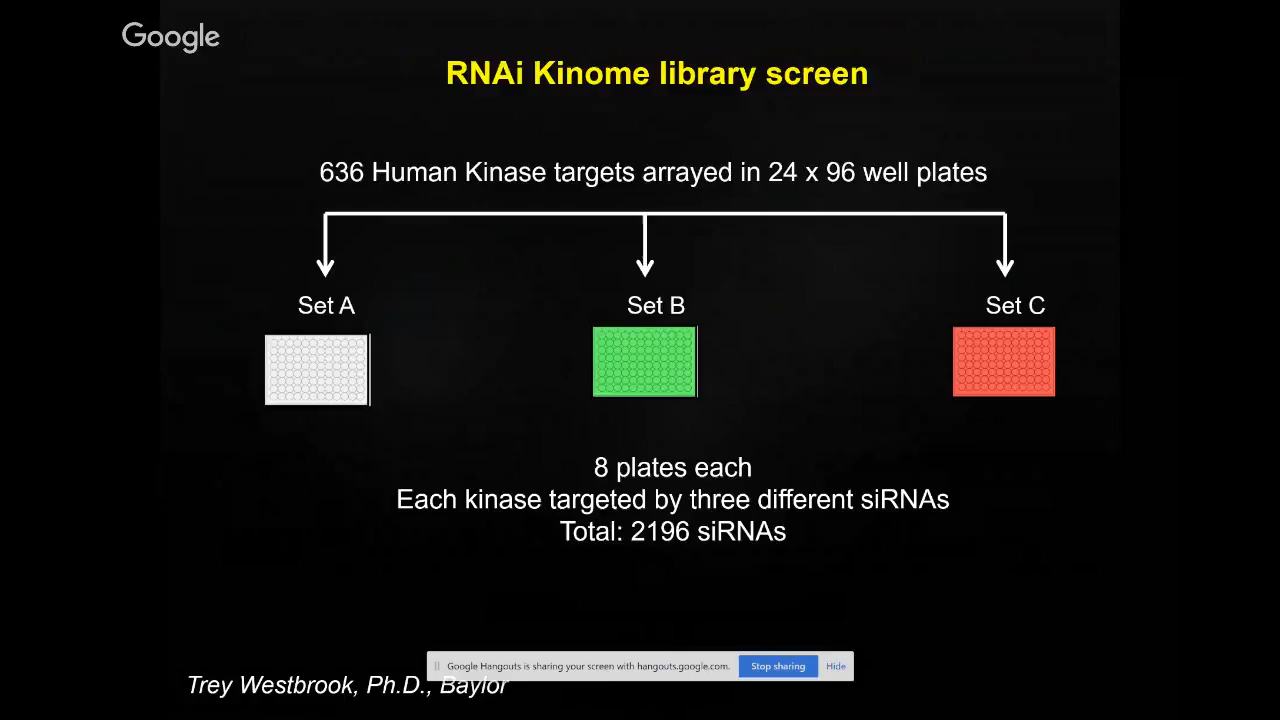 Google
RNAi Kinome library screen
636 Human Kinase targets arrayed in 24 x 96 well plates
Set A
Set B
Set C
8 plates each
Each kinase targeted by three different siRNAs
Total: 2196 siRNAs
Google Hangouts is sharing your screen with hangouts.google.com.
Stop sharing
Hide
Trey Westbrook, Ph.D., Baylor